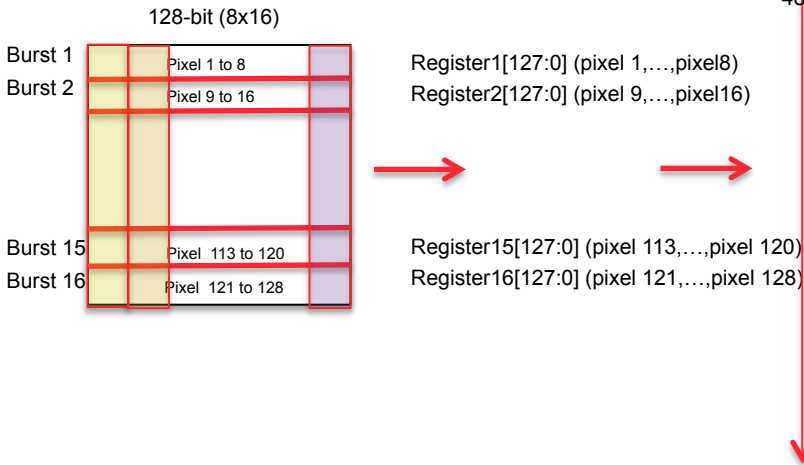 128-bit (8x16)
Burst 1
Pixel 1 to 8
Register1[127:0] (pixel 1,…,pixel8)
Burst 2
Pixel 9 to 16
Register2[127:0] (pixel 9,…,pixel16)
Burst 15
Pixel  113 to 120
Register15[127:0] (pixel 113,…,pixel 120)
Burst 16
Pixel  121 to 128
Register16[127:0] (pixel 121,…,pixel 128)